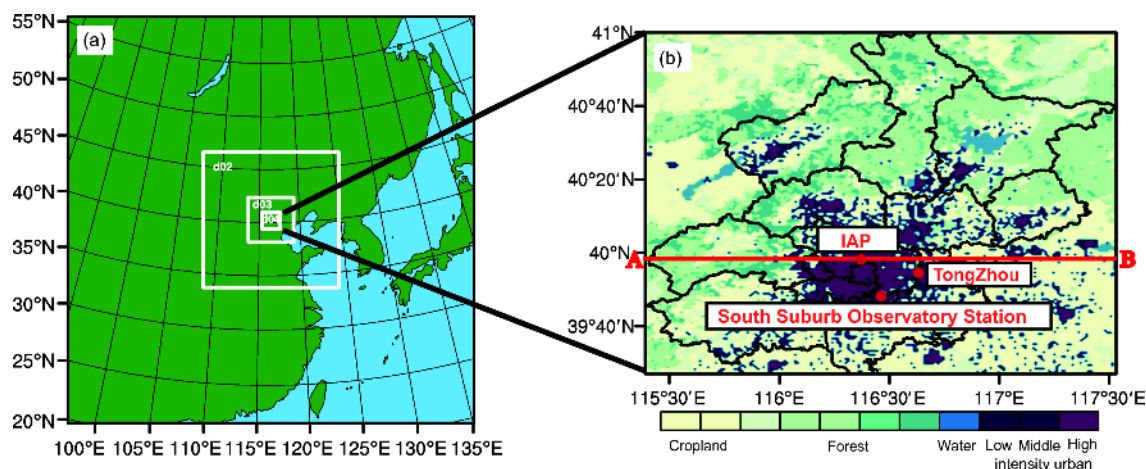 (a)
55°N
50°N
45°N
40°N
35°N
30°N
25°N
20°N
100°E 105°E 110°E 115°E 120°E 125°E 130°E 135°E
d02
d03
(b)
41°N
40°40′N
40°20′N
40°N
39°40′N
A
B
IAP
TongZhou
South Suburb Observatory Station
115°30′E 116°E 116°30′E 117°E 117°30′E
Cropland Forest Water Low Middle High
intensity urban